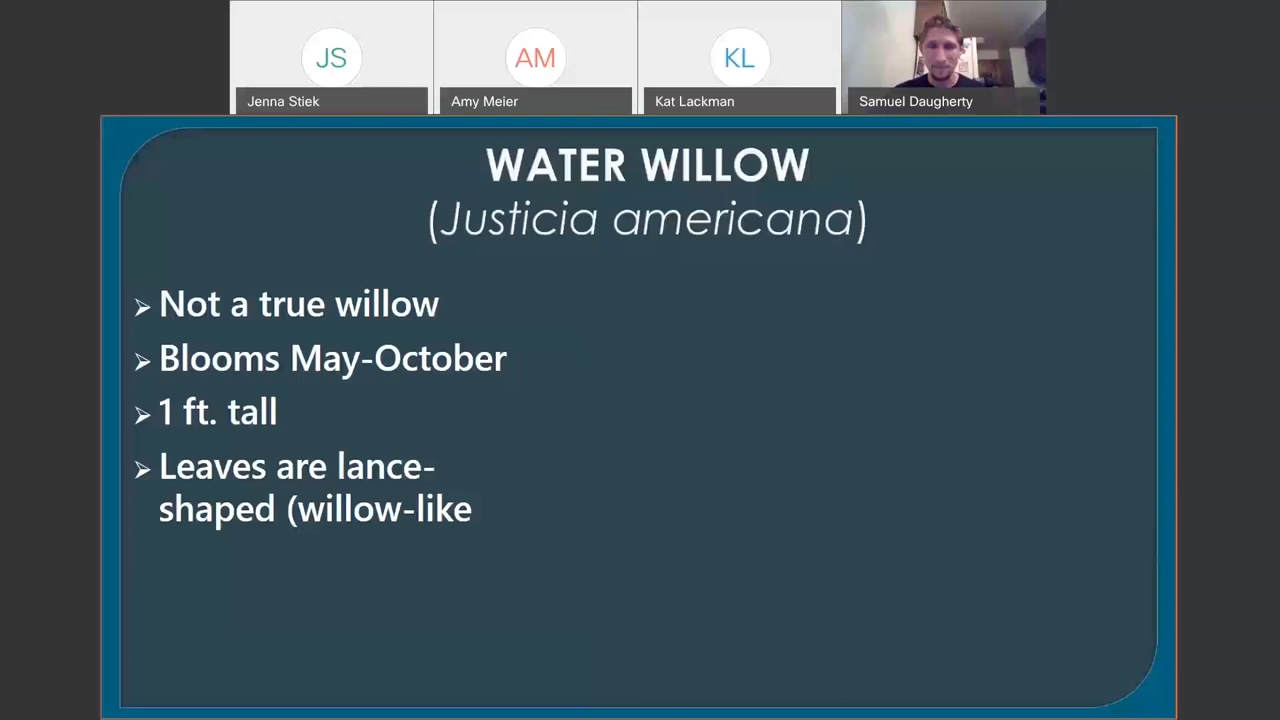 JS
AM
KL
Jenna Stiek
Amy Meier
Kat Lackman
Samuel Daugherty
WATER WILLOW
(Justicia americana)
➢ Not a true willow
➢ Blooms May-October
➢ 1 ft. tall
➢ Leaves are lance-
shaped (willow-like